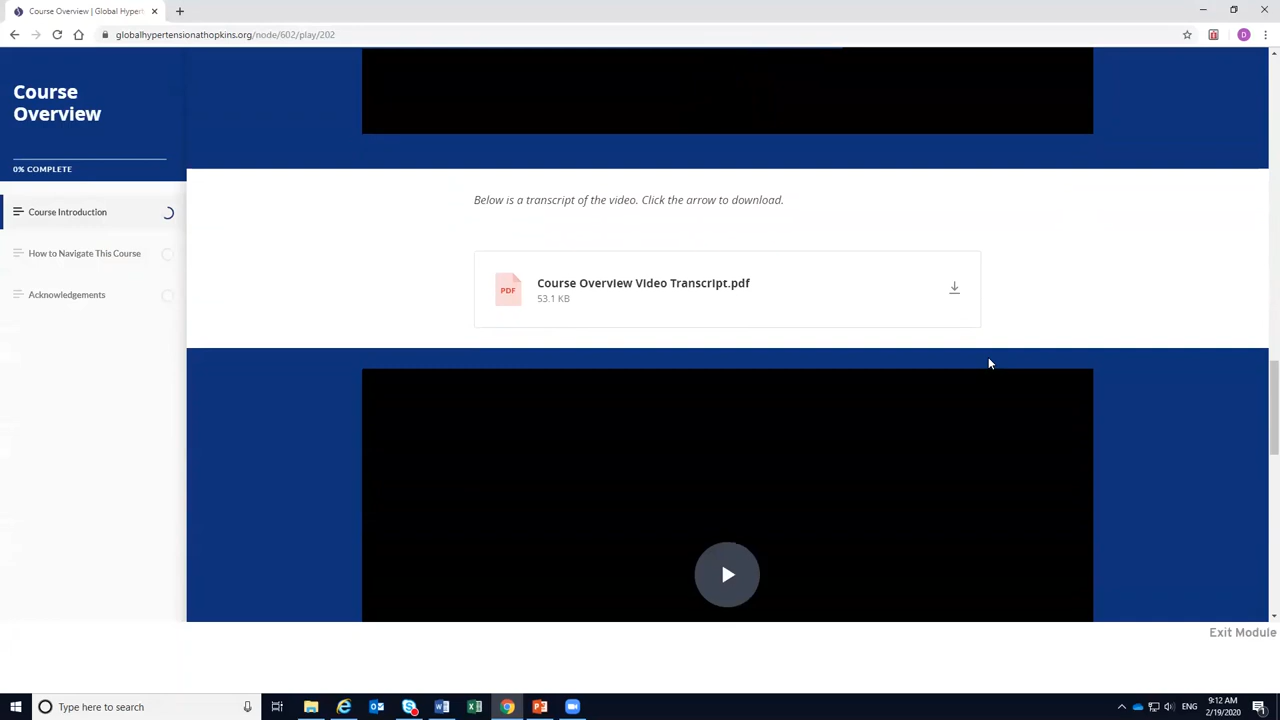 Course Overview | Global Hypert
globalhypertensionathopkins.org/node/602/play/202
D
Course
Overview
0% COMPLETE
Course Introduction
How to Navigate This Course
Acknowledgements
Below is a transcript of the video. Click the arrow to download.
PDF
Course Overview Video Transcript.pdf
53.1 KB
Exit Module
Type here to search
ENG
9:12 AM
2/19/2020